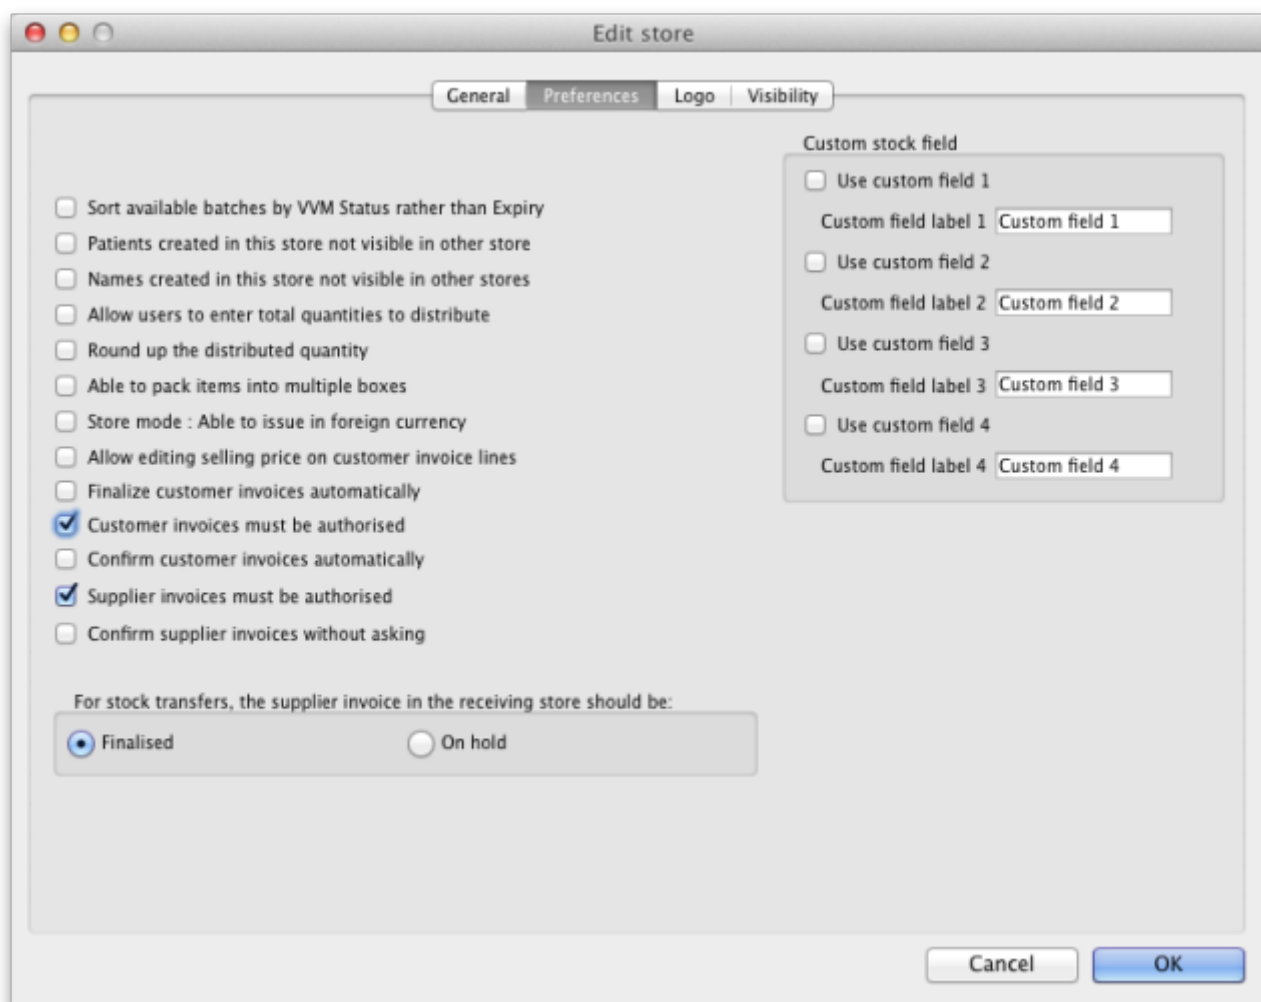 Edit store
General Preferences Logo Visibility
Sort available batches by VVM Status rather than Expiry
Patients created in this store not visible in other store
Names created in this store not visible in other stores
Allow users to enter total quantities to distribute
Round up the distributed quantity
Able to pack items into multiple boxes
Store mode : Able to issue in foreign currency
Allow editing selling price on customer invoice lines
Finalize customer invoices automatically
Customer invoices must be authorised
Confirm customer invoices automatically
Supplier invoices must be authorised
Confirm supplier invoices without asking
For stock transfers, the supplier invoice in the receiving store should be:
Finalised On hold
Custom stock field
Use custom field 1
Custom field label 1 Custom field 1
Use custom field 2
Custom field label 2 Custom field 2
Use custom field 3
Custom field label 3 Custom field 3
Use custom field 4
Custom field label 4 Custom field 4
Cancel OK